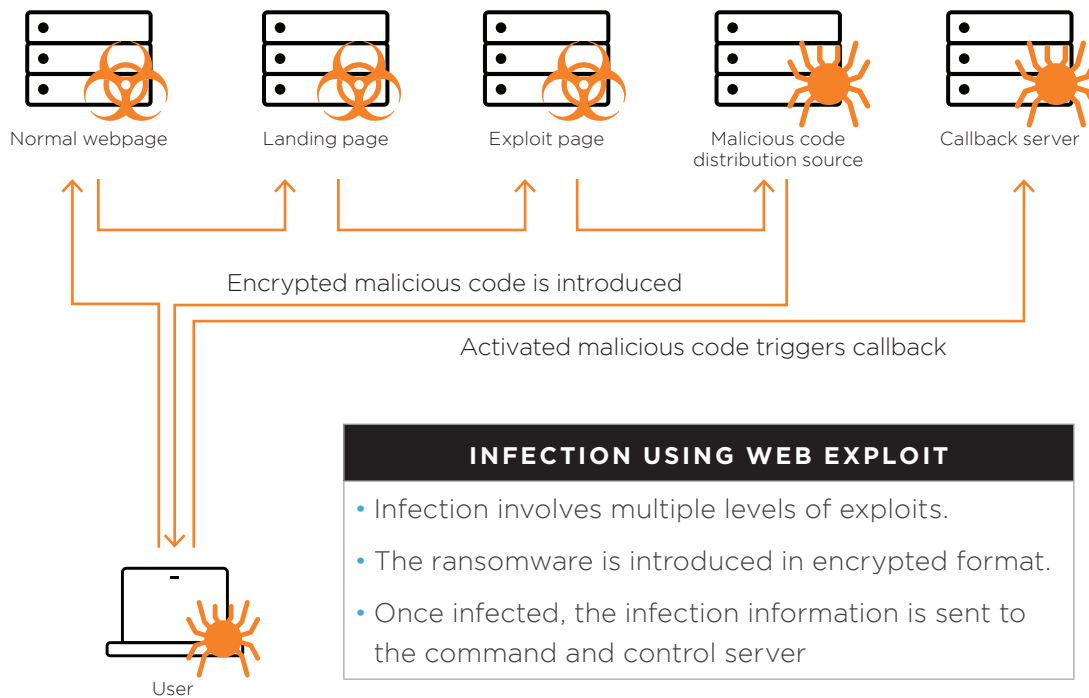 Normal webpage
Landing page
Exploit page
Malicious code
distribution source
Callback server
Encrypted malicious code is introduced
Activated malicious code triggers callback
INFECTION USING WEB EXPLOIT
• Infection involves multiple levels of exploits.
• The ransomware is introduced in encrypted format.
• Once infected, the infection information is sent to
the command and control server
User